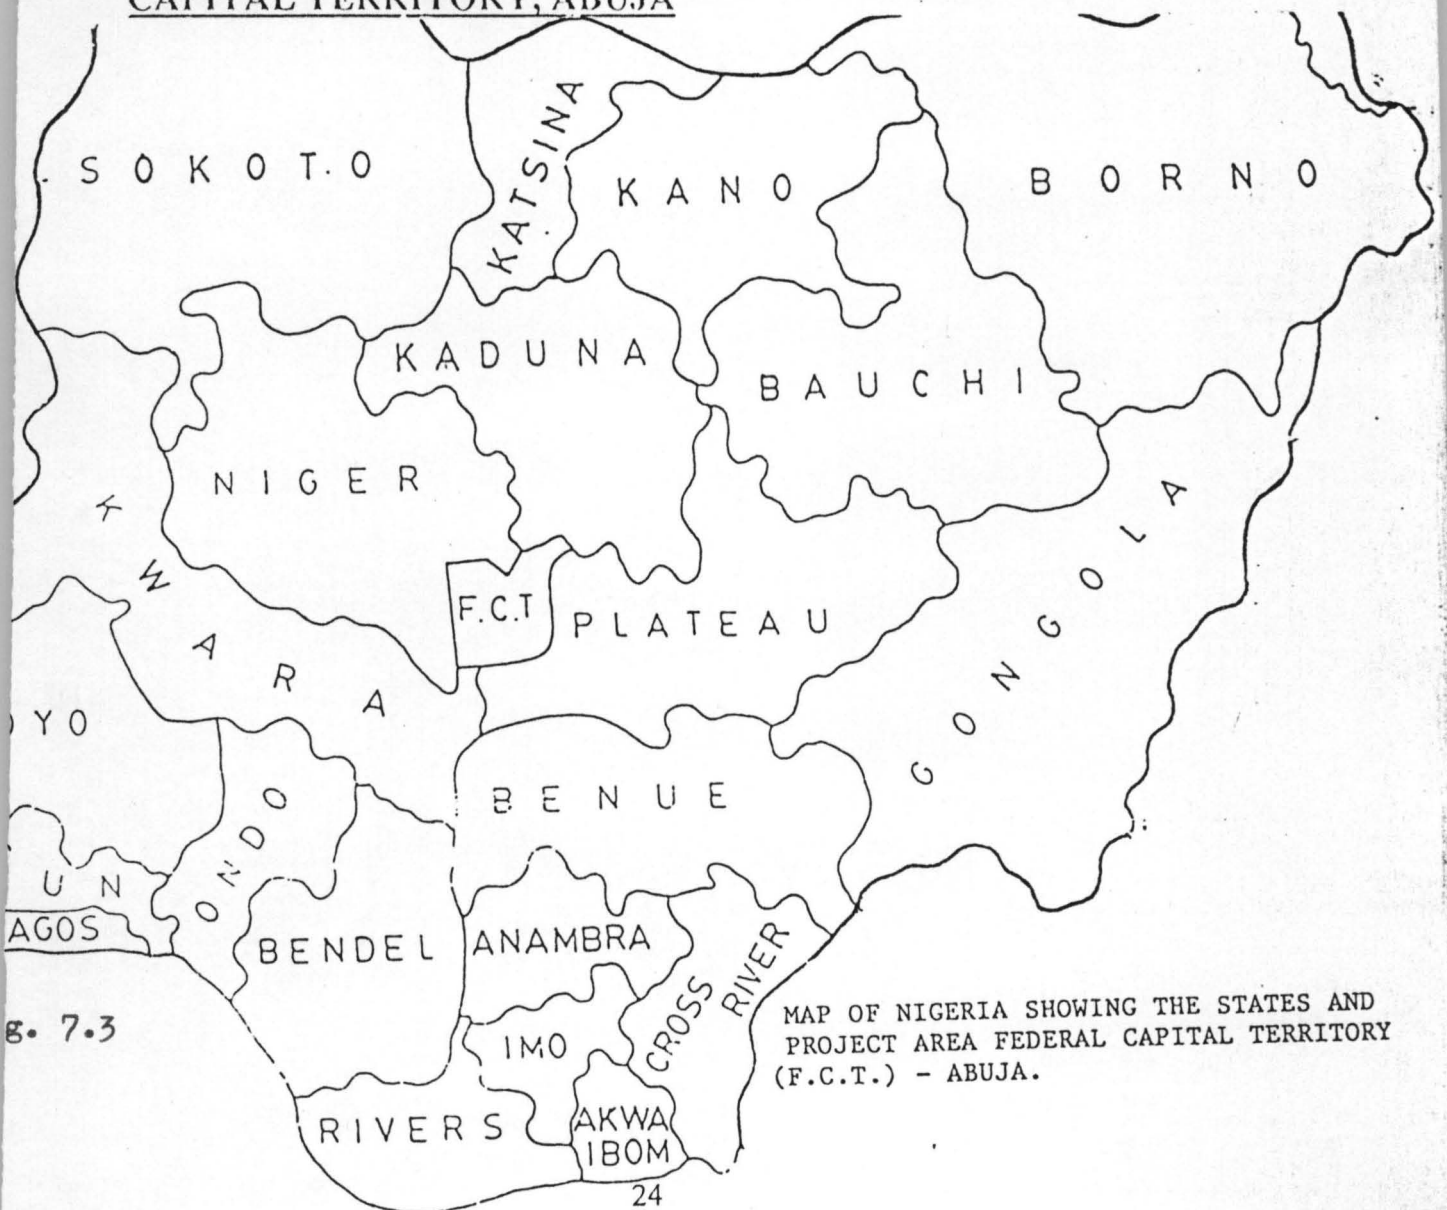 CAPITAL TERRITORY, ABUJA
SOKOTO
KATSINA
KANO
BORNO
KADUNA
BAUCHI
NIGER
KWARA
F.C.T
PLATEAU
GONGOLA
YO
BENUE
ONDO
UN
AGOS
BENDEL
ANAMBRA
CROSS RIVER
IMO
RIVERS
AKWA
IBOM
g. 7.3
MAP OF NIGERIA SHOWING THE STATES AND
PROJECT AREA FEDERAL CAPITAL TERRITORY
(F.C.T.) - ABUJA.
24